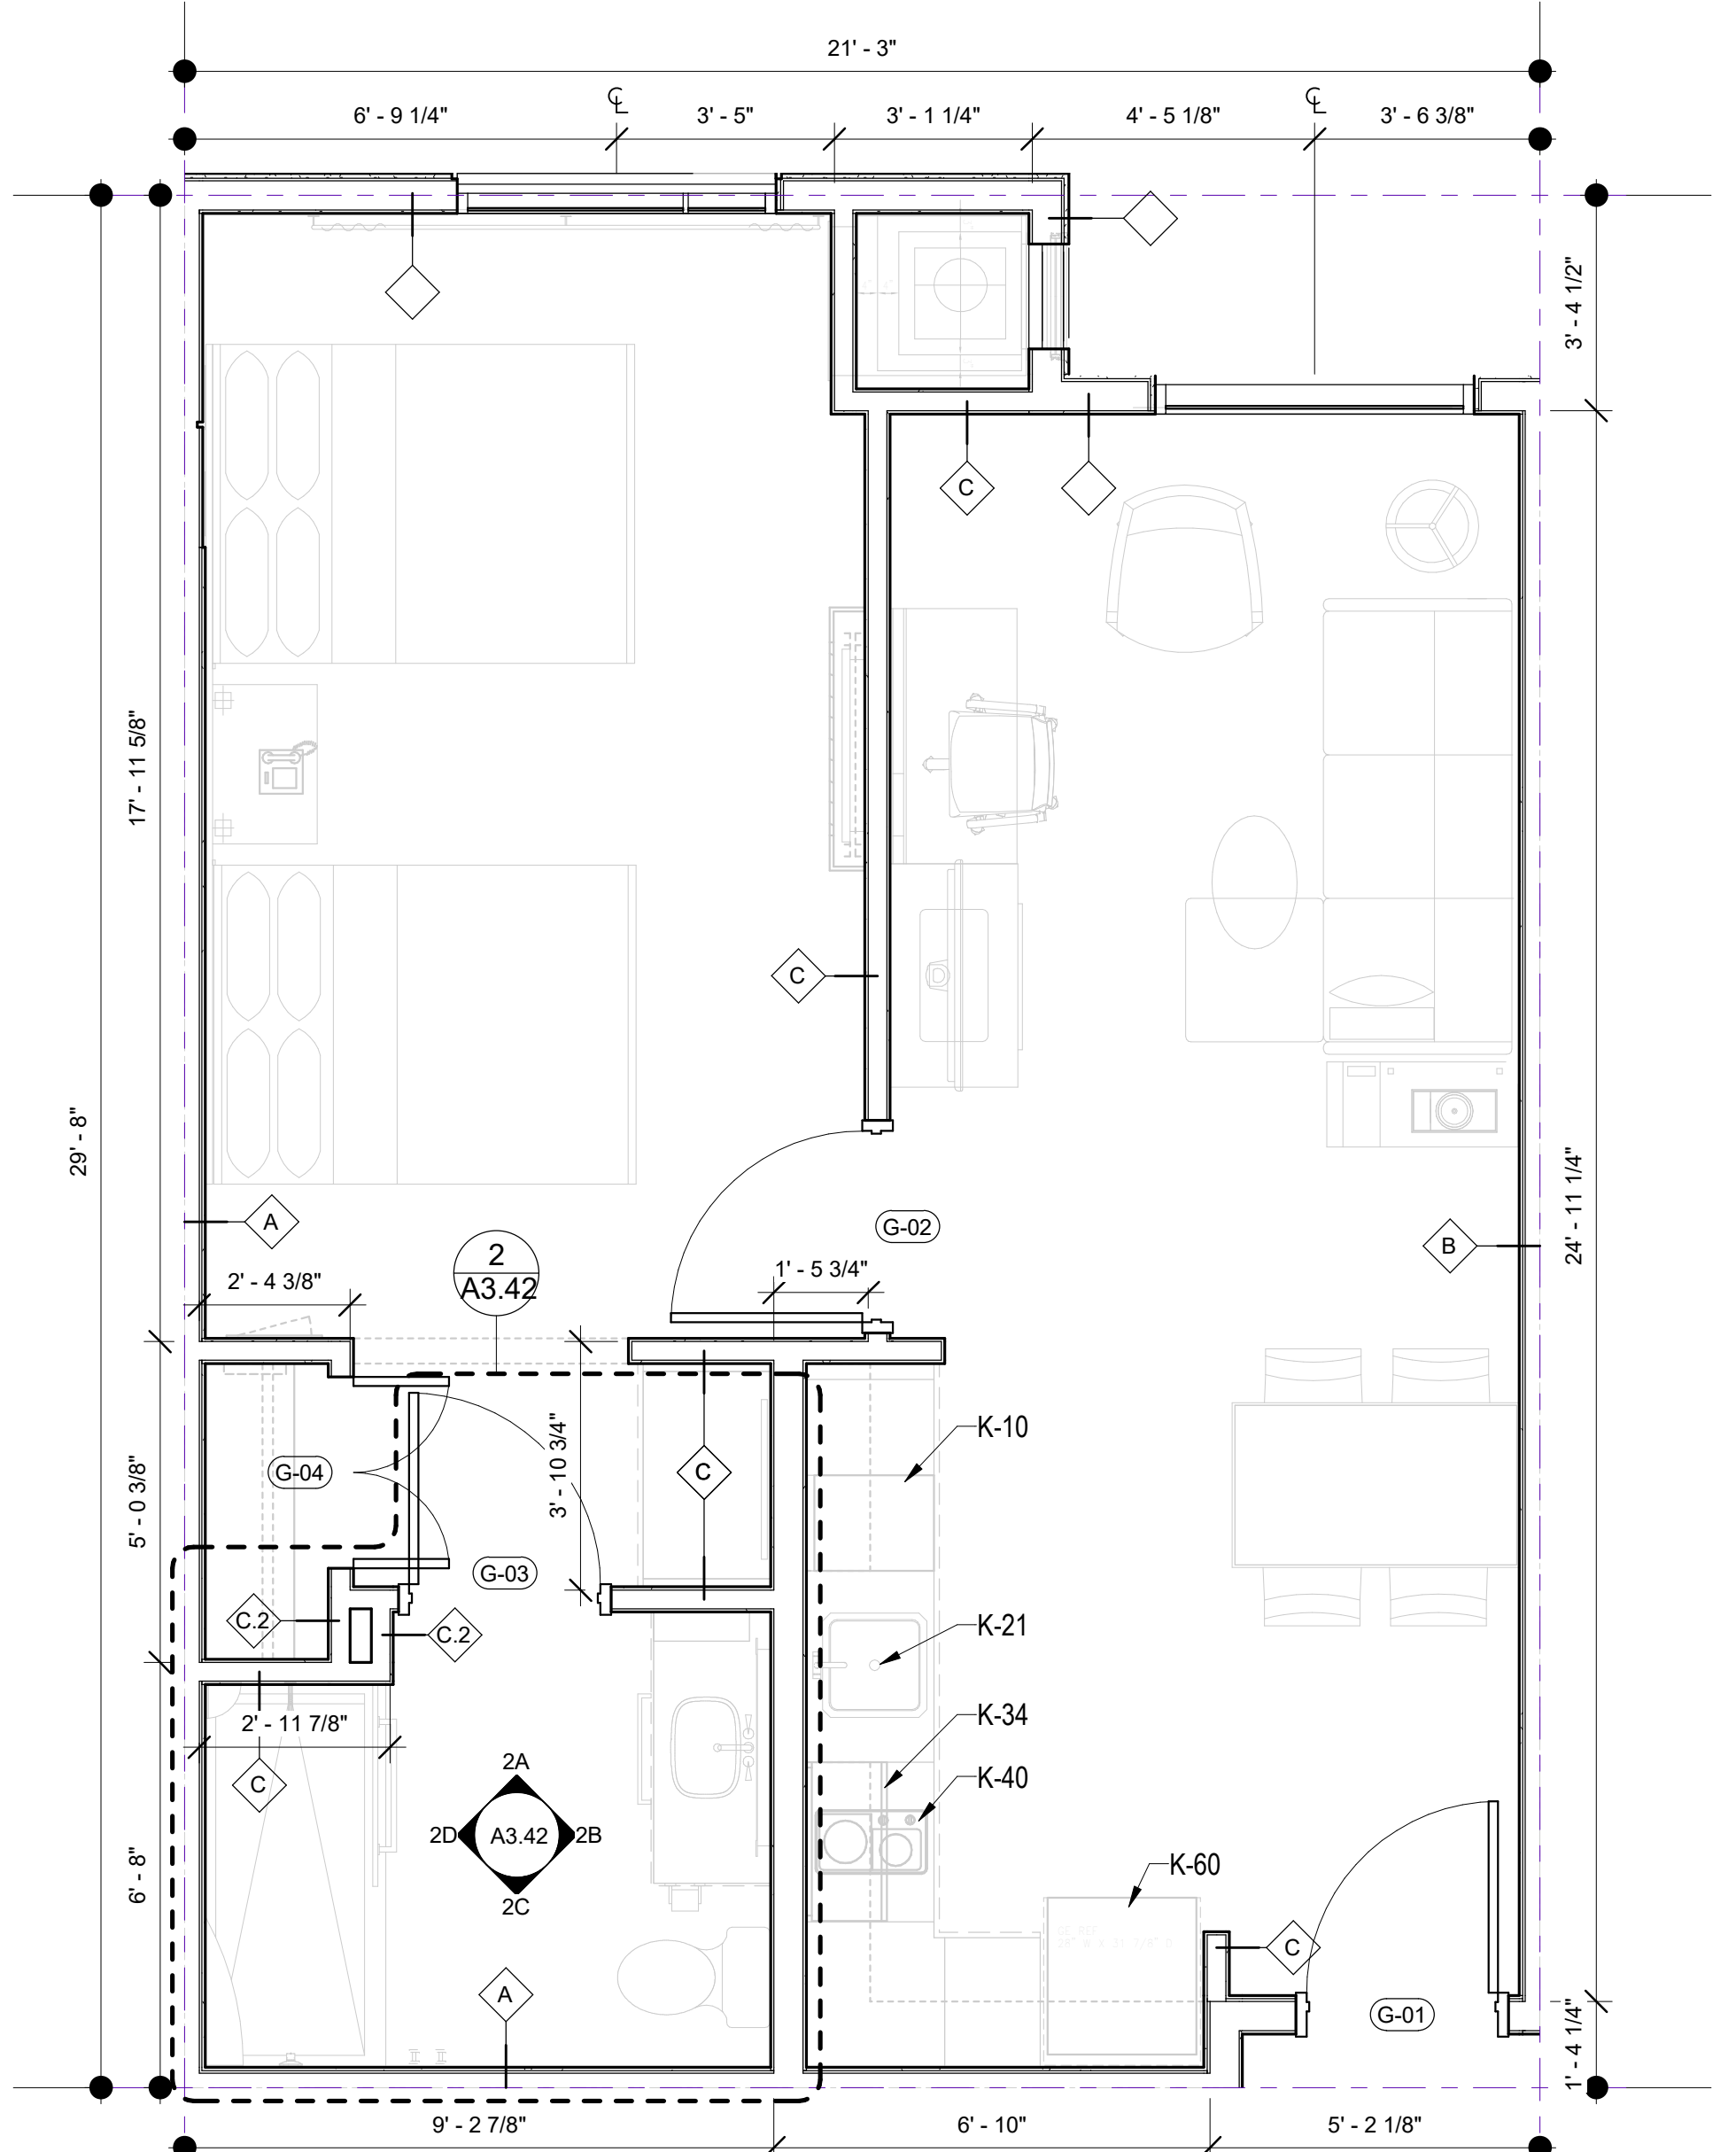 21' - 3"
6' - 9 1/4"
℄
3' - 5"
3' - 1 1/4"
4' - 5 1/8"
℄
3' - 6 3/8"
3' - 4 1/2"
C
17' - 11 5/8"
C
29' - 8"
24' - 11 1/4"
A
G-02
B
2
A3.42
2' - 4 3/8"
1' - 5 3/4"
K-10
G-04
C
3' - 10 3/4"
5' - 0 3/8"
G-03
C.2
C.2
K-21
2' - 11 7/8"
K-34
C
2A
K-40
2D
A3.42
2B
2C
6' - 8"
K-60
C
A
G-01
1' - 4 1/4"
9' - 2 7/8"
6' - 10"
5' - 2 1/8"